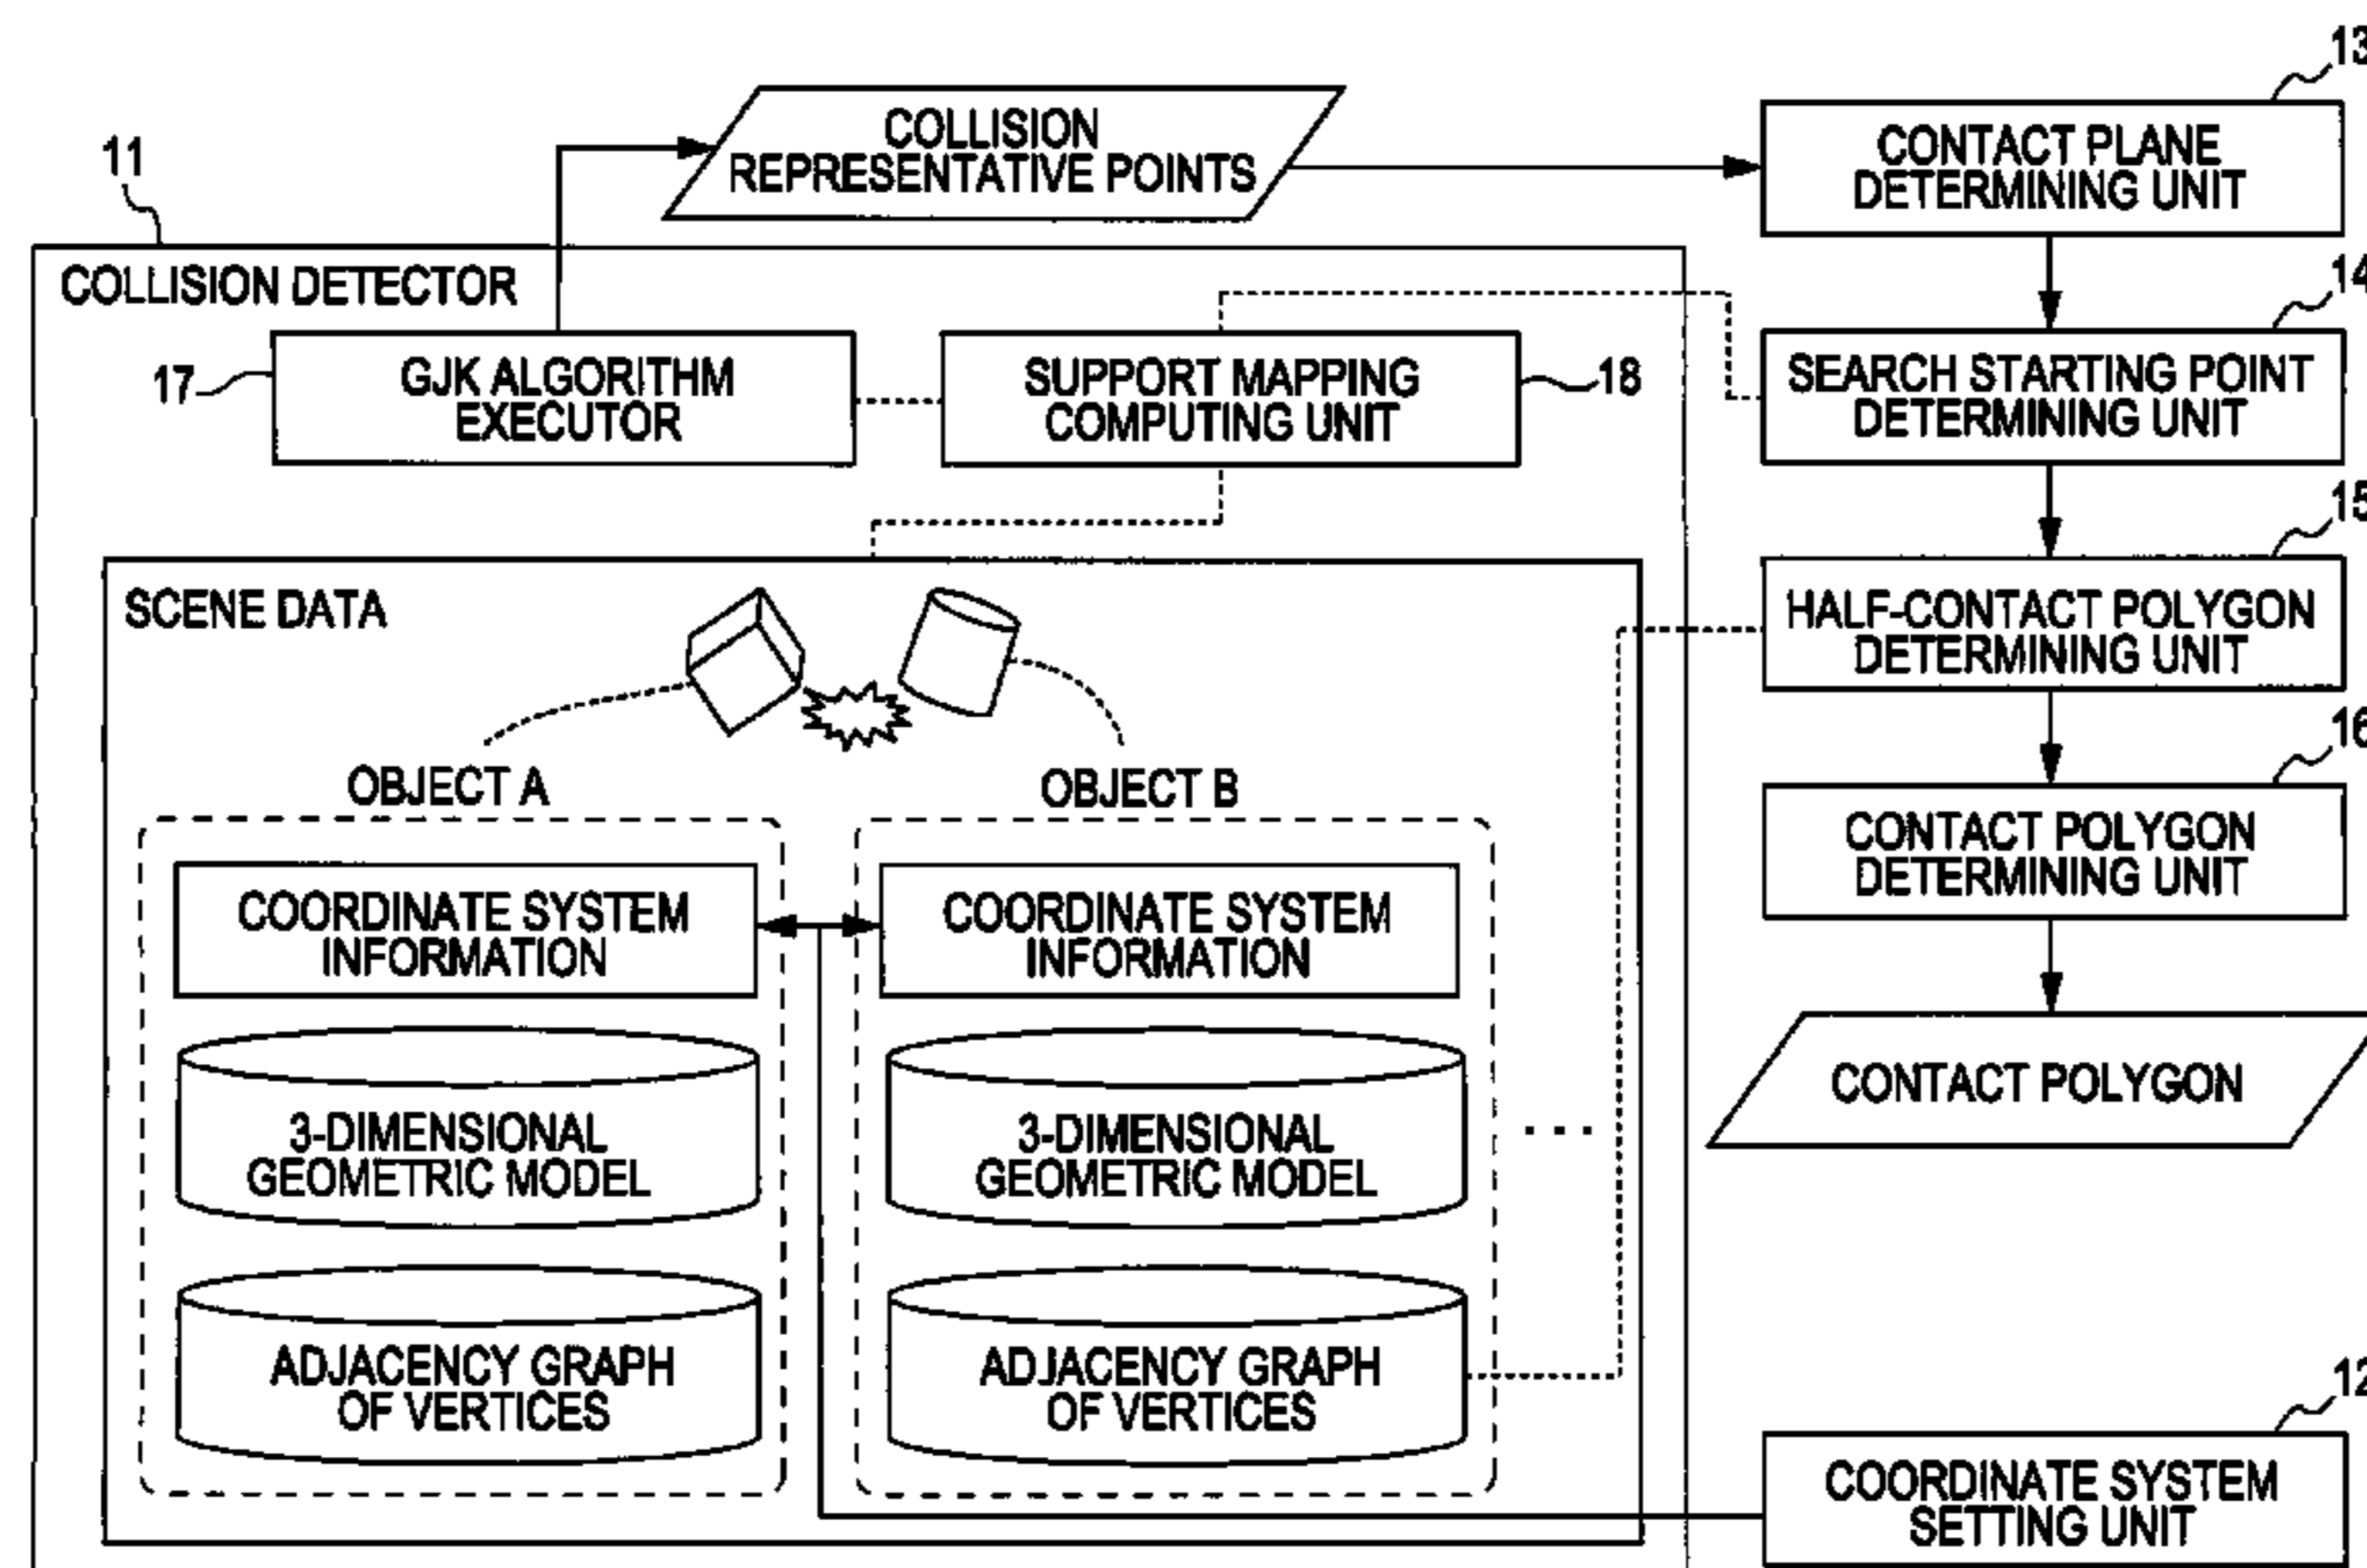 13
COLLISION
REPRESENTATIVE POINTS
CONTACT PLANE
DETERMINING UNIT
11
COLLISION DETECTOR
14
17
GJK ALGORITHM
EXECUTOR
SUPPORT MAPPING
COMPUTING UNIT
18
SEARCH STARTING POINT
DETERMINING UNIT
15
SCENE DATA
HALF-CONTACT POLYGON
DETERMINING UNIT
16
OBJECT A
OBJECT B
CONTACT POLYGON
DETERMINING UNIT
COORDINATE SYSTEM
INFORMATION
COORDINATE SYSTEM
INFORMATION
CONTACT POLYGON
3-DIMENSIONAL
GEOMETRIC MODEL
3-DIMENSIONAL
GEOMETRIC MODEL
...
ADJACENCY GRAPH
OF VERTICES
ADJACENCY GRAPH
OF VERTICES
12
COORDINATE SYSTEM
SETTING UNIT